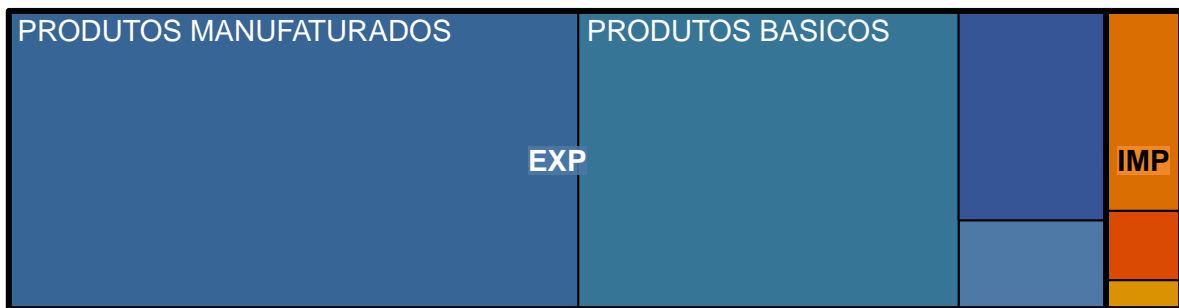 PRODUTOS MANUFATURADOS
PRODUTOS BASICOS
EXP
IMP